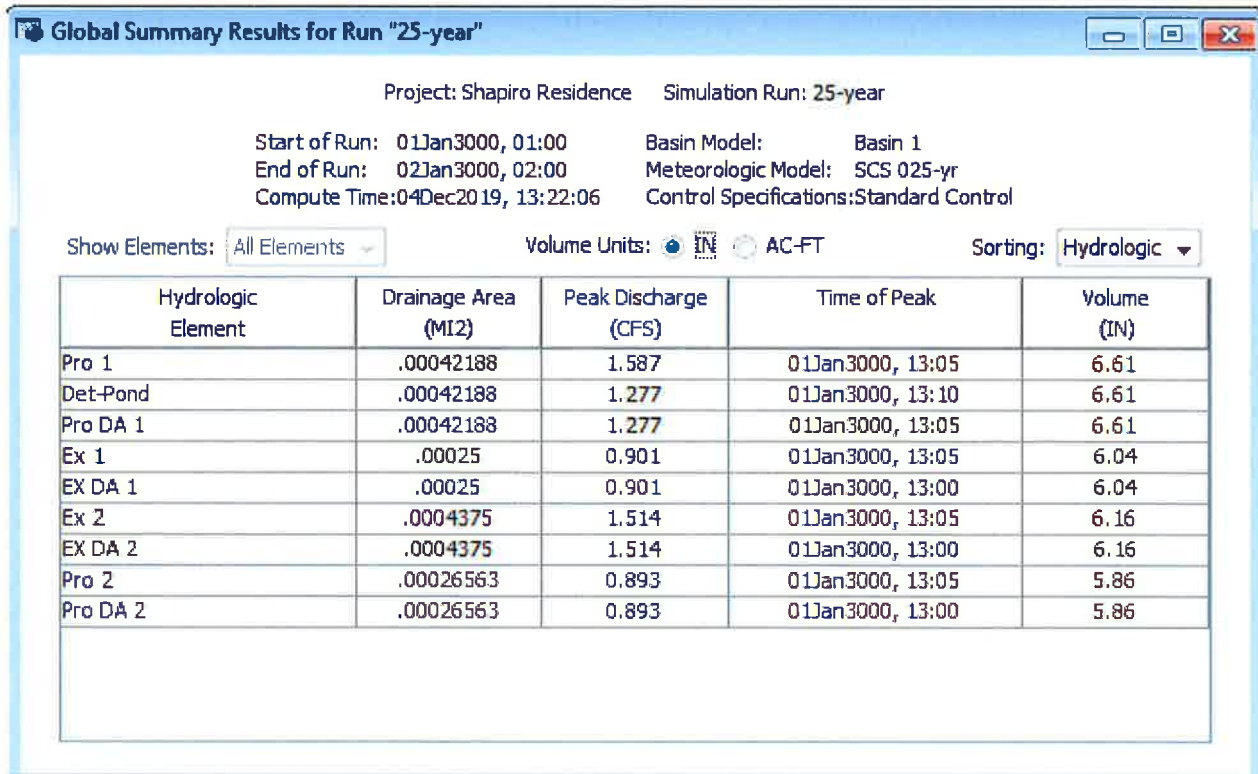 Global Summary Results for Run "25-year"
Project: Shapiro Residence Simulation Run: 25-year
Start of Run: 01Jan3000, 01:00 Basin Model: Basin 1
End of Run: 02Jan3000, 02:00 Meteorologic Model: SCS 025-yr
Compute Time:04Dec2019, 13:22:06 Control Specifications:Standard Control
Show Elements: All Elements Volume Units: IN AC-FT Sorting: Hydrologic
Hydrologic Element Drainage Area (MI2) Peak Discharge (CFS) Time of Peak Volume (IN)
Pro 1 .00042188 1.587 01Jan3000, 13:05 6.61
Det-Pond .00042188 1.277 01Jan3000, 13:10 6.61
Pro DA 1 .00042188 1.277 01Jan3000, 13:05 6.61
Ex 1 .00025 0.901 01Jan3000, 13:05 6.04
EX DA 1 .00025 0.901 01Jan3000, 13:00 6.04
Ex 2 .0004375 1.514 01Jan3000, 13:05 6.16
EX DA 2 .0004375 1.514 01Jan3000, 13:00 6.16
Pro 2 .00026563 0.893 01Jan3000, 13:05 5.86
Pro DA 2 .00026563 0.893 01Jan3000, 13:00 5.86